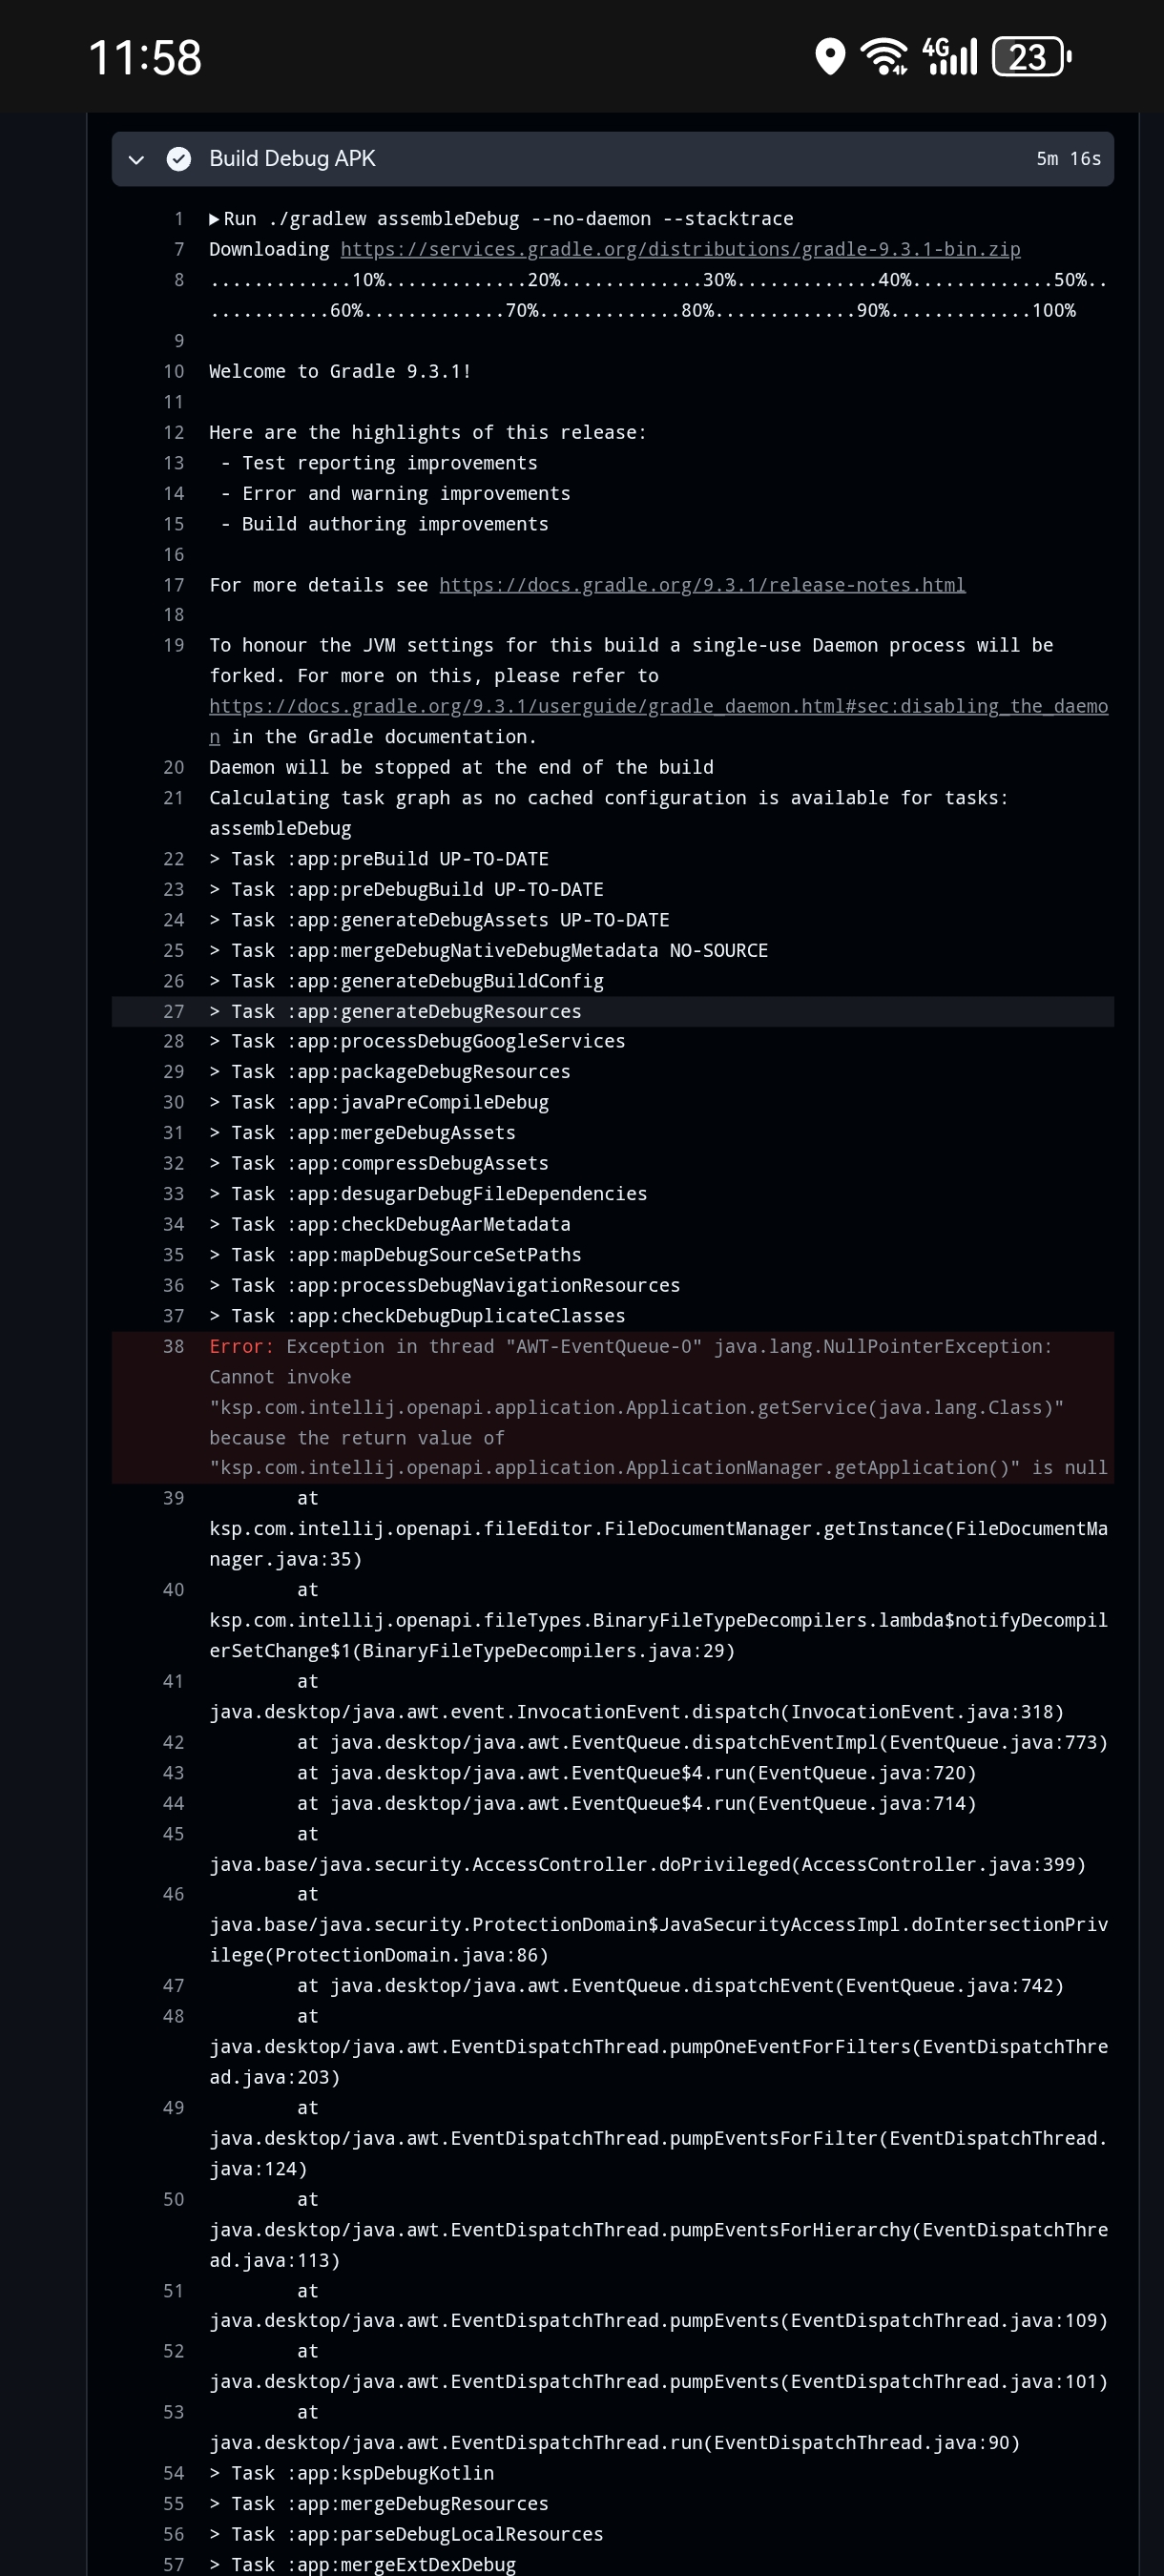 11:58
4G
23
Build Debug APK 5m 16s
1 Run ./gradlew assembleDebug --no-daemon --stacktrace
7 Downloading https://services.gradle.org/distributions/gradle-9.3.1-bin.zip
8 .............10%.............20%.............30%.............40%.............50%..
...........60%.............70%.............80%.............90%.............100%
9
10 Welcome to Gradle 9.3.1!
11
12 Here are the highlights of this release:
13 - Test reporting improvements
14 - Error and warning improvements
15 - Build authoring improvements
16
17 For more details see https://docs.gradle.org/9.3.1/release-notes.html
18
19 To honour the JVM settings for this build a single-use Daemon process will be
forked. For more on this, please refer to
https://docs.gradle.org/9.3.1/userguide/gradle_daemon.html#sec:disabling_the_daemo
n in the Gradle documentation.
20 Daemon will be stopped at the end of the build
21 Calculating task graph as no cached configuration is available for tasks:
assembleDebug
22 > Task :app:preBuild UP-TO-DATE
23 > Task :app:preDebugBuild UP-TO-DATE
24 > Task :app:generateDebugAssets UP-TO-DATE
25 > Task :app:mergeDebugNativeDebugMetadata NO-SOURCE
26 > Task :app:generateDebugBuildConfig
27 > Task :app:generateDebugResources
28 > Task :app:processDebugGoogleServices
29 > Task :app:packageDebugResources
30 > Task :app:javaPreCompileDebug
31 > Task :app:mergeDebugAssets
32 > Task :app:compressDebugAssets
33 > Task :app:desugarDebugFileDependencies
34 > Task :app:checkDebugAarMetadata
35 > Task :app:mapDebugSourceSetPaths
36 > Task :app:processDebugNavigationResources
37 > Task :app:checkDebugDuplicateClasses
38 Error: Exception in thread "AWT-EventQueue-0" java.lang.NullPointerException:
Cannot invoke
"ksp.com.intellij.openapi.application.Application.getService(java.lang.Class)"
because the return value of
"ksp.com.intellij.openapi.application.ApplicationManager.getApplication()" is null
39 at
ksp.com.intellij.openapi.fileEditor.FileDocumentManager.getInstance(FileDocumentMa
nager.java:35)
40 at
ksp.com.intellij.openapi.fileTypes.BinaryFileTypeDecompilers.lambda$notifyDecompil
erSetChange$1(BinaryFileTypeDecompilers.java:29)
41 at
java.desktop/java.awt.event.InvocationEvent.dispatch(InvocationEvent.java:318)
42 at java.desktop/java.awt.EventQueue.dispatchEventImpl(EventQueue.java:773)
43 at java.desktop/java.awt.EventQueue$4.run(EventQueue.java:720)
44 at java.desktop/java.awt.EventQueue$4.run(EventQueue.java:714)
45 at
java.base/java.security.AccessController.doPrivileged(AccessController.java:399)
46 at
java.base/java.security.ProtectionDomain$JavaSecurityAccessImpl.doIntersectionPriv
ilege(ProtectionDomain.java:86)
47 at java.desktop/java.awt.EventQueue.dispatchEvent(EventQueue.java:742)
48 at
java.desktop/java.awt.EventDispatchThread.pumpOneEventForFilters(EventDispatchThre
ad.java:203)
49 at
java.desktop/java.awt.EventDispatchThread.pumpEventsForFilter(EventDispatchThread.
java:124)
50 at
java.desktop/java.awt.EventDispatchThread.pumpEventsForHierarchy(EventDispatchThre
ad.java:113)
51 at
java.desktop/java.awt.EventDispatchThread.pumpEvents(EventDispatchThread.java:109)
52 at
java.desktop/java.awt.EventDispatchThread.pumpEvents(EventDispatchThread.java:101)
53 at
java.desktop/java.awt.EventDispatchThread.run(EventDispatchThread.java:90)
54 > Task :app:kspDebugKotlin
55 > Task :app:mergeDebugResources
56 > Task :app:parseDebugLocalResources
57 > Task :app:mergeExtDexDebug